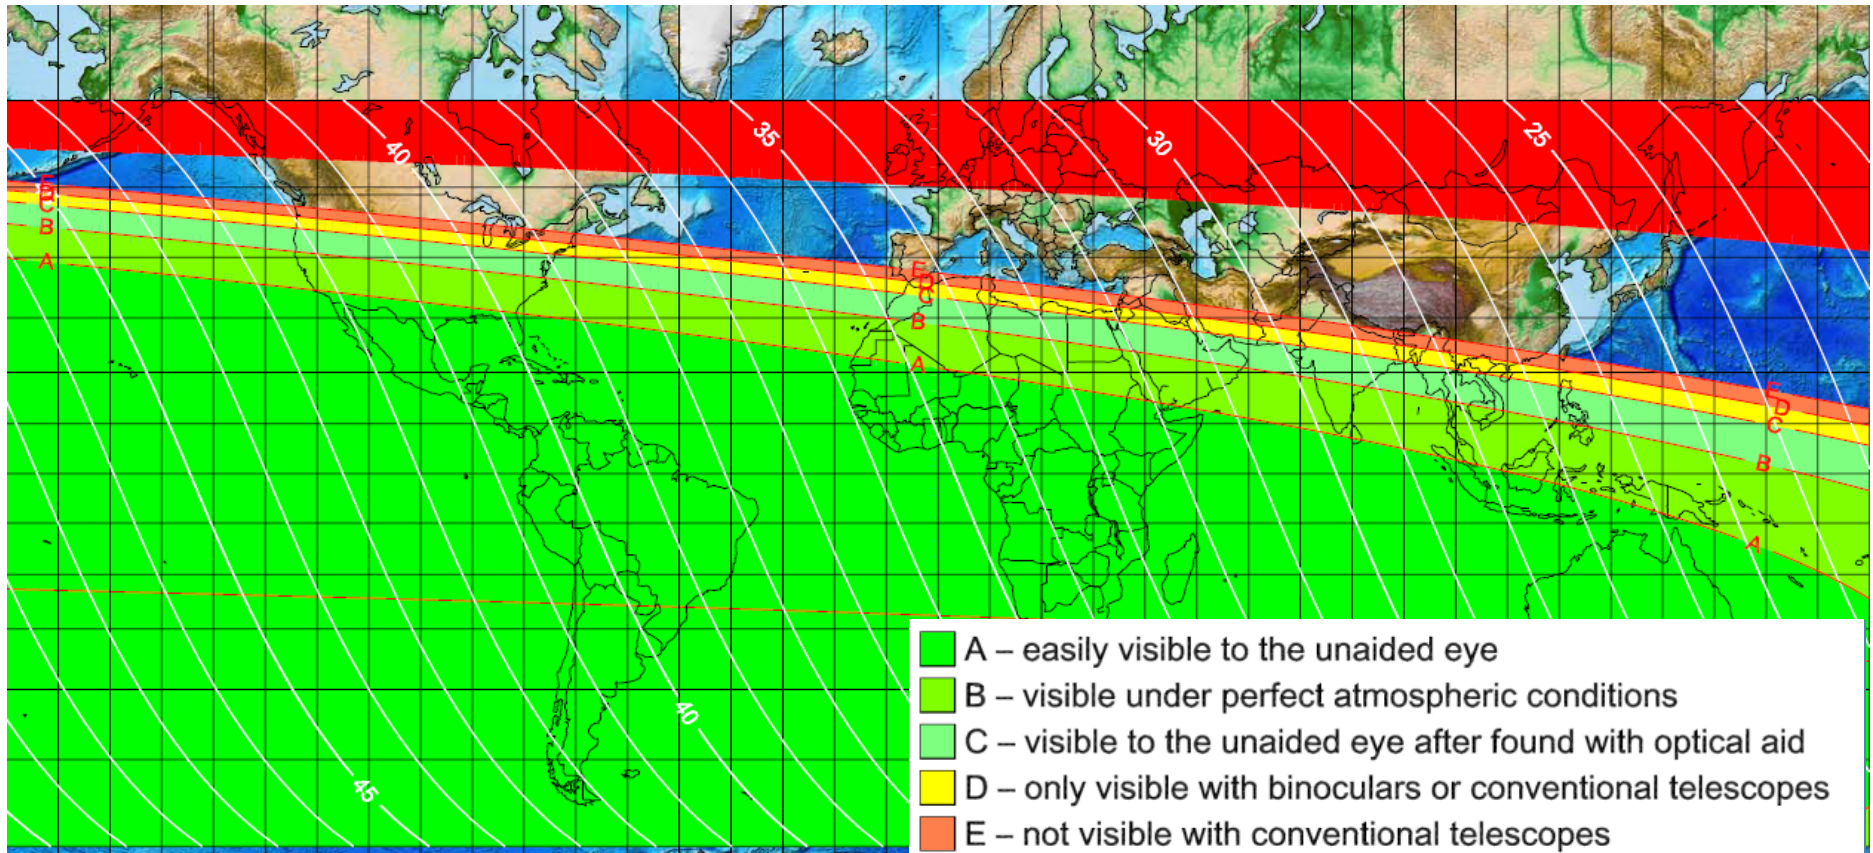 35
40
30
25
E
D
C
B
A
E
D
C
B
A
E
D
C
B
A
40
45
A – easily visible to the unaided eye
B – visible under perfect atmospheric conditions
C – visible to the unaided eye after found with optical aid
D – only visible with binoculars or conventional telescopes
E – not visible with conventional telescopes